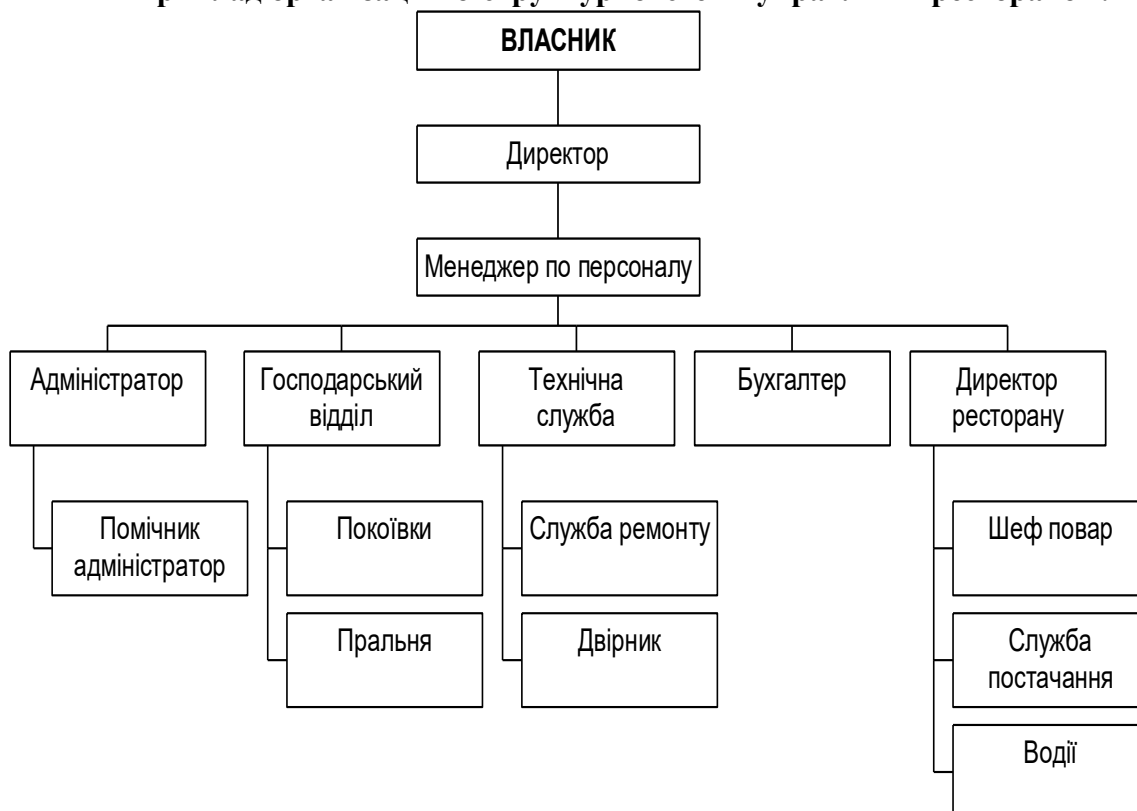 ВЛАСНИК
Директор
Менеджер по персоналу
Адміністратор
Господарський
відділ
Технічна
служба
Бухгалтер
Директор
ресторану
Помічник
адміністратор
Покоївки
Служба ремонту
Шеф повар
Пральня
Двірник
Служба
постачання
Водії